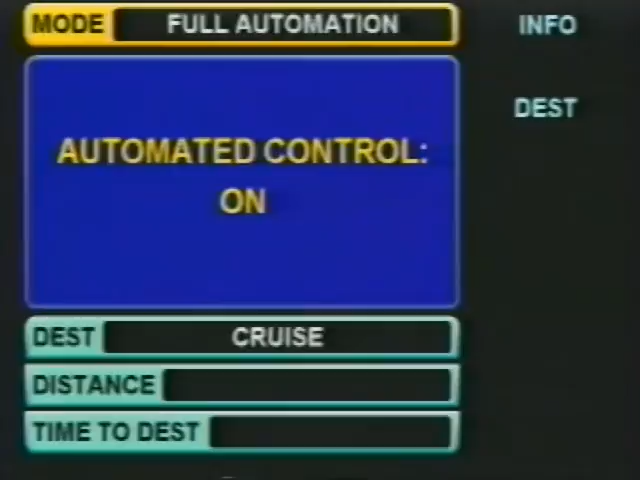 MODE FULL AUTOMATION
INFO
DEST
AUTOMATED CONTROL:
ON
DEST CRUISE
DISTANCE
TIME TO DEST